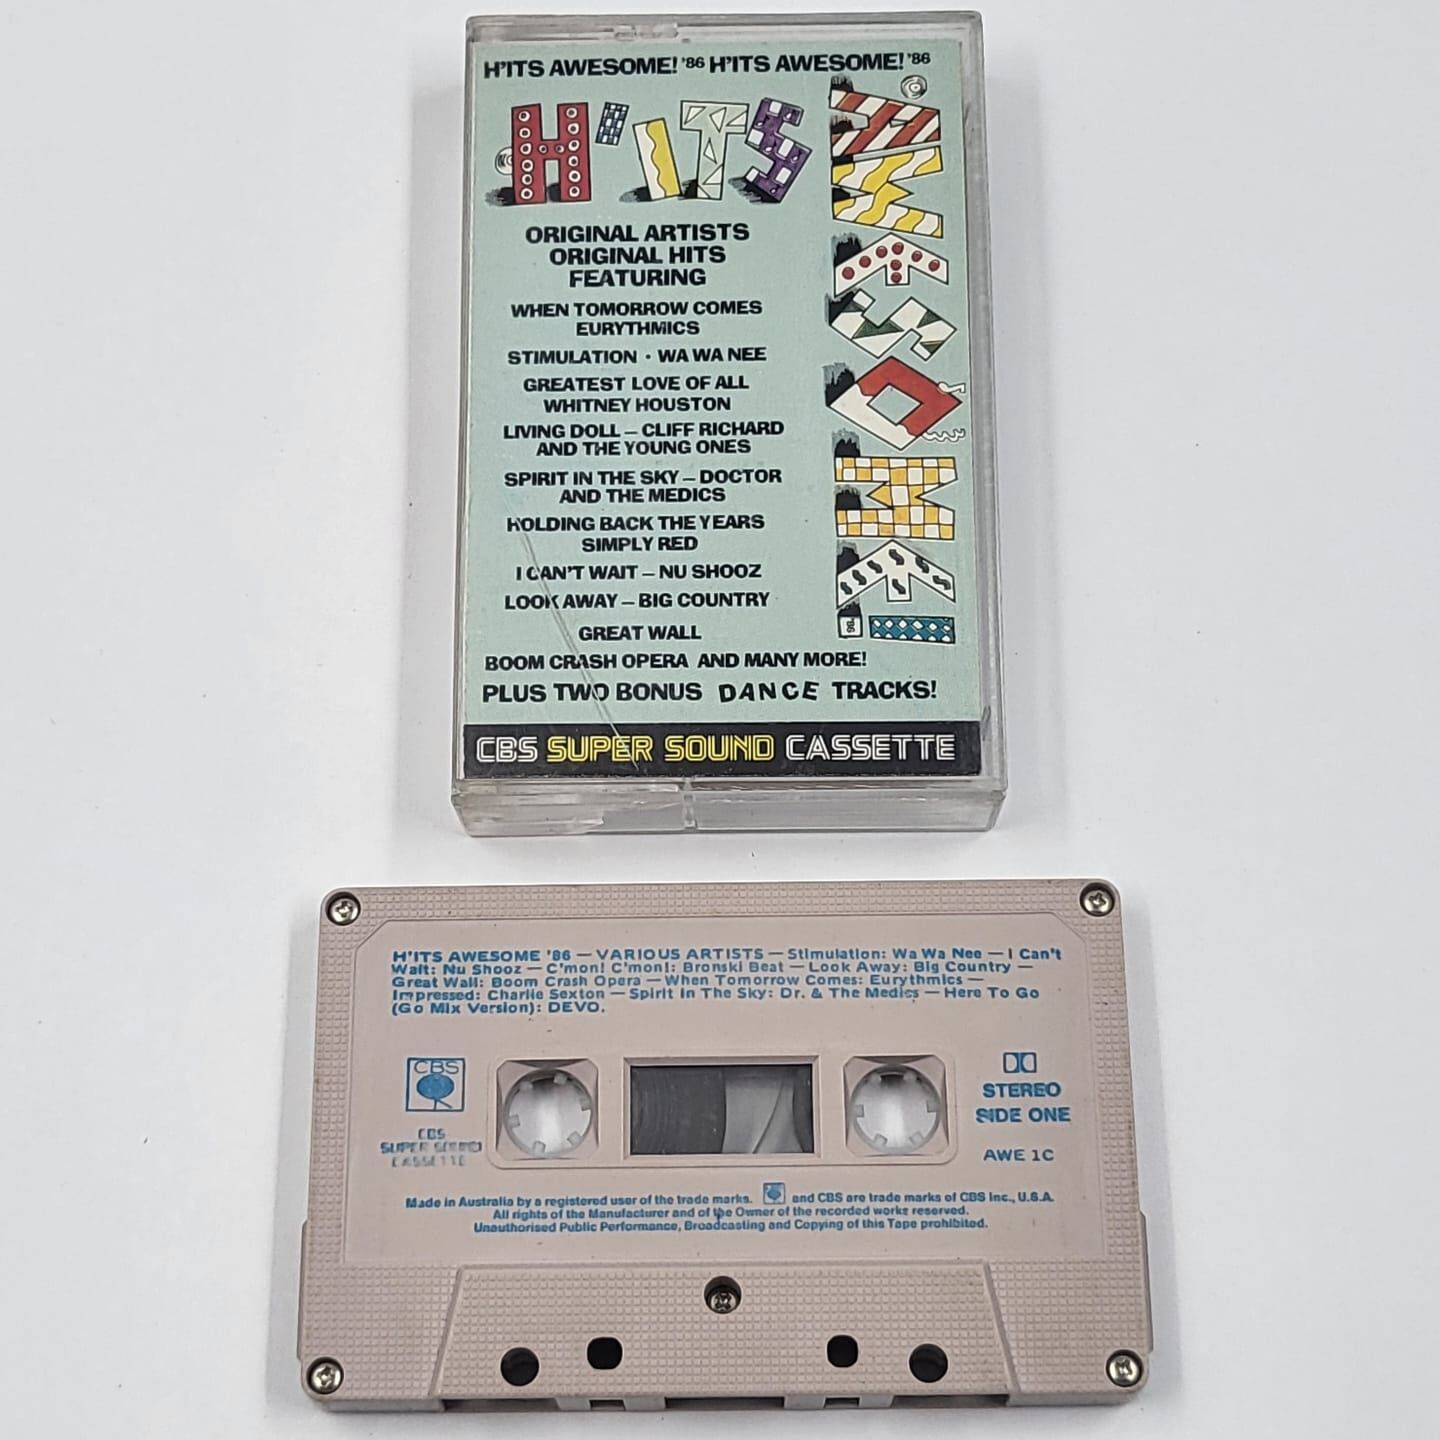 H'ITS AWESOME! '86 H'ITS AWESOME! '86
H'ITS
AWESOME!
'86
ORIGINAL ARTISTS
ORIGINAL HITS
FEATURING
WHEN TOMORROW COMES
EURYTHMICS
STIMULATION · WA WA NEE
GREATEST LOVE OF ALL
WHITNEY HOUSTON
LIVING DOLL – CLIFF RICHARD
AND THE YOUNG ONES
SPIRIT IN THE SKY – DOCTOR
AND THE MEDICS
HOLDING BACK THE YEARS
SIMPLY RED
I CAN'T WAIT – NU SHOOZ
LOOK AWAY – BIG COUNTRY
GREAT WALL
BOOM CRASH OPERA AND MANY MORE!
PLUS TWO BONUS DANCE TRACKS!
CBS SUPER SOUND CASSETTE
H'ITS AWESOME '86 — VARIOUS ARTISTS — Stimulation: Wa Wa Nee — I Can't
Wait: Nu Shooz — C'mon! C'mon!: Bronski Beat — Look Away: Big Country —
Great Wall: Boom Crash Opera — When Tomorrow Comes: Eurythmics —
Impressed: Charlie Sexton — Spirit In The Sky: Dr. & The Medics — Here To Go
(Go Mix Version): DEVO.
CBS
CBS
SUPER SOUND
CASSETTE
STEREO
SIDE ONE
AWE 1C
Made in Australia by a registered user of the trade marks. and CBS are trade marks of CBS Inc., U.S.A.
All rights of the Manufacturer and of the Owner of the recorded works reserved.
Unauthorised Public Performance, Broadcasting and Copying of this Tape prohibited.